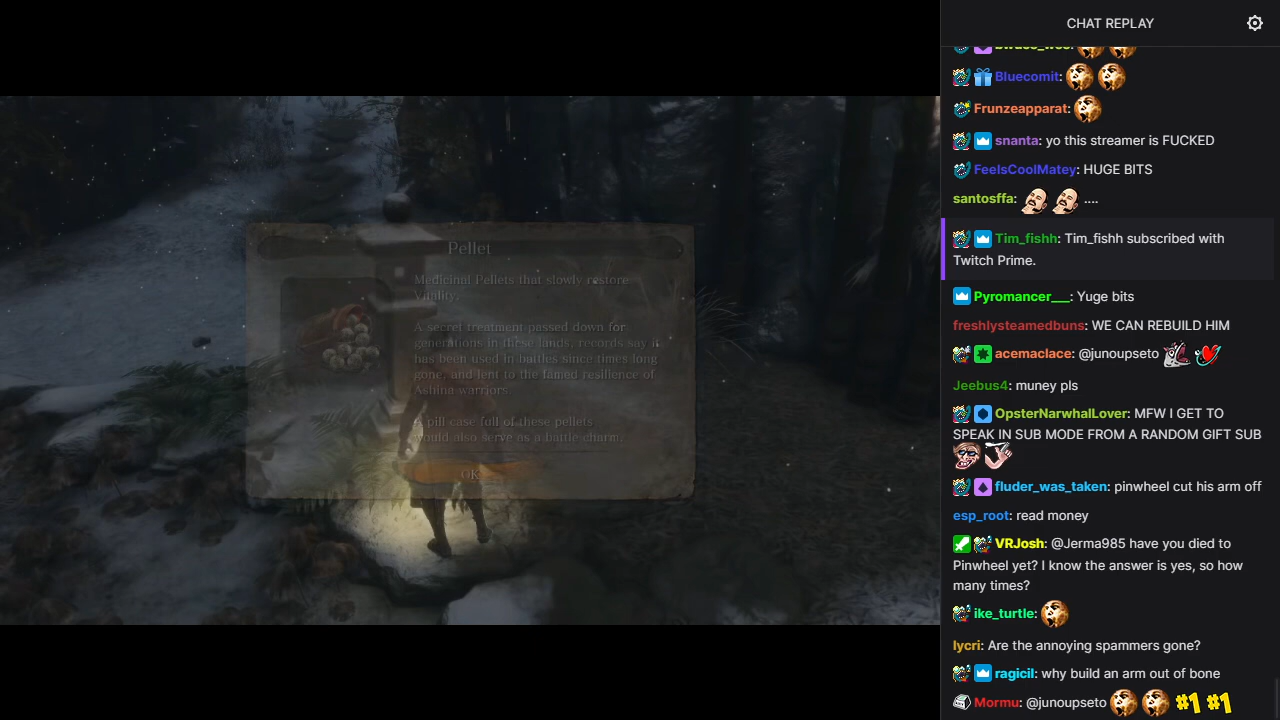 Pellet
Medicinal Pellets that slowly restore
Vitality.
A secret treatment passed down for
generations in these lands, records say it
has been used in battles since times long
gone, and lent to the famed resilience of
Ashina warriors.
A pill case full of these pellets
would also serve as a battle charm.
OK
CHAT REPLAY
Bluecomit:
Frunzeapparat:
snanta: yo this streamer is FUCKED
FeelsCoolMatey: HUGE BITS
santosffa: ....
Tim_fishh: Tim_fishh subscribed with
Twitch Prime.
Pyromancer___: Yuge bits
freshlysteamedbuns: WE CAN REBUILD HIM
acemaclace: @junoupseto
Jeebus4: muney pls
OpsterNarwhalLover: MFW I GET TO
SPEAK IN SUB MODE FROM A RANDOM GIFT SUB
fluder_was_taken: pinwheel cut his arm off
esp_root: read money
VRJosh: @Jerma985 have you died to
Pinwheel yet? I know the answer is yes, so how
many times?
ike_turtle:
lycri: Are the annoying spammers gone?
ragicil: why build an arm out of bone
Mormu: @junoupseto #1 #1